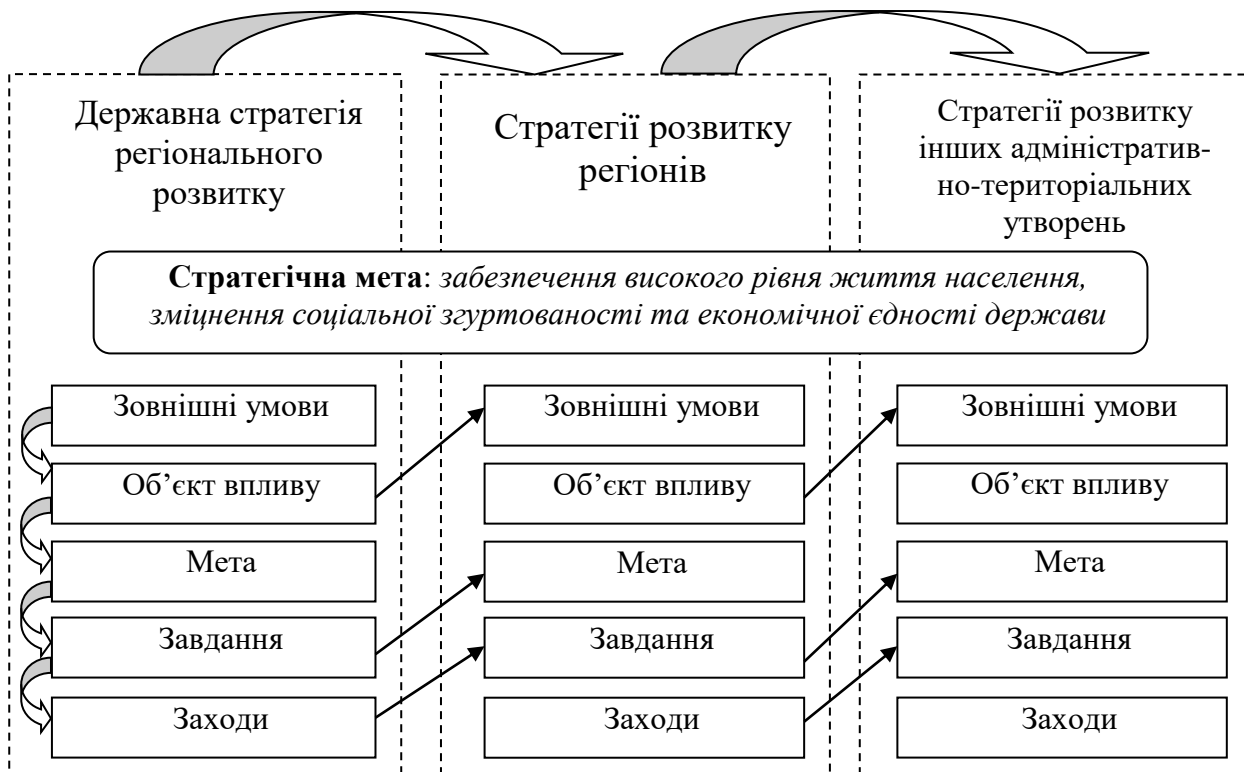 Державна стратегія
регіонального
розвитку
Стратегії розвитку
регіонів
Стратегії розвитку
інших адміністратив-
но-територіальних
утворень
Стратегічна мета: забезпечення високого рівня життя населення,
зміцнення соціальної згуртованості та економічної єдності держави
Зовнішні умови
Об’єкт впливу
Мета
Завдання
Заходи
Зовнішні умови
Об’єкт впливу
Мета
Завдання
Заходи
Зовнішні умови
Об’єкт впливу
Мета
Завдання
Заходи